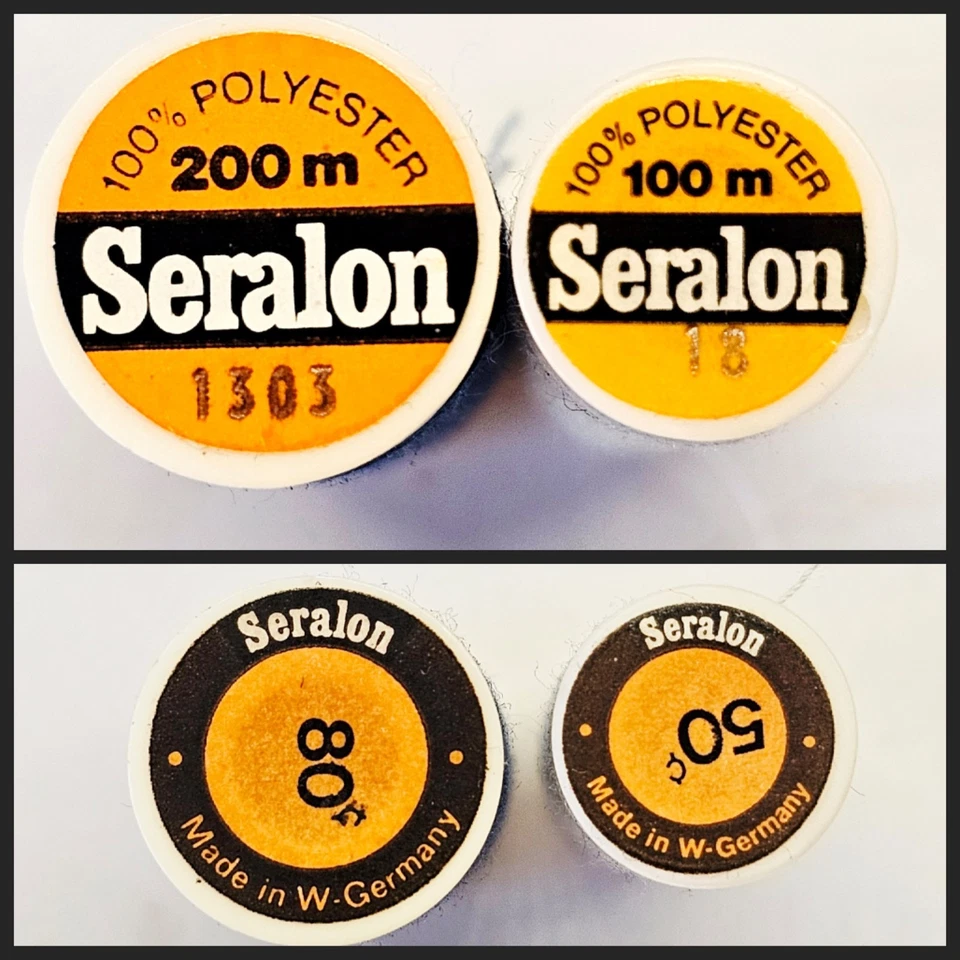 100% POLYESTER
200 m
Seralon
1303
100% POLYESTER
100 m
Seralon
18
Seralon
80¢
Made in W-Germany
Seralon
50¢
Made in W-Germany